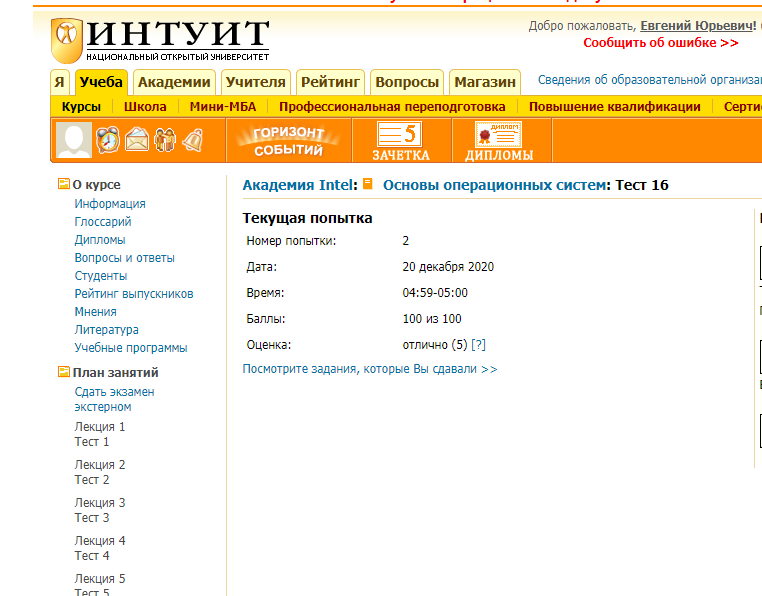 ИНТУИТ
НАЦИОНАЛЬНЫЙ ОТКРЫТЫЙ УНИВЕРСИТЕТ
Добро пожаловать, Евгений Юрьевич!
Сообщить об ошибке >>
Я Учеба Академии Учителя Рейтинг Вопросы Магазин Сведения об образовательной организа
Курсы Школа Мини-МБА Профессиональная переподготовка Повышение квалификации Серти
ГОРИЗОНТ
СОБЫТИЙ
5
ЗАЧЕТКА
ДИПЛОМ
ДИПЛОМЫ
О курсе
Информация
Глоссарий
Дипломы
Вопросы и ответы
Студенты
Рейтинг выпускников
Мнения
Литература
Учебные программы
План занятий
Сдать экзамен
экстерном
Лекция 1
Тест 1
Лекция 2
Тест 2
Лекция 3
Тест 3
Лекция 4
Тест 4
Лекция 5
Тест 5
Академия Intel: Основы операционных систем: Тест 16
Текущая попытка
Номер попытки: 2
Дата: 20 декабря 2020
Время: 04:59-05:00
Баллы: 100 из 100
Оценка: отлично (5) [?]
Посмотрите задания, которые Вы сдавали >>